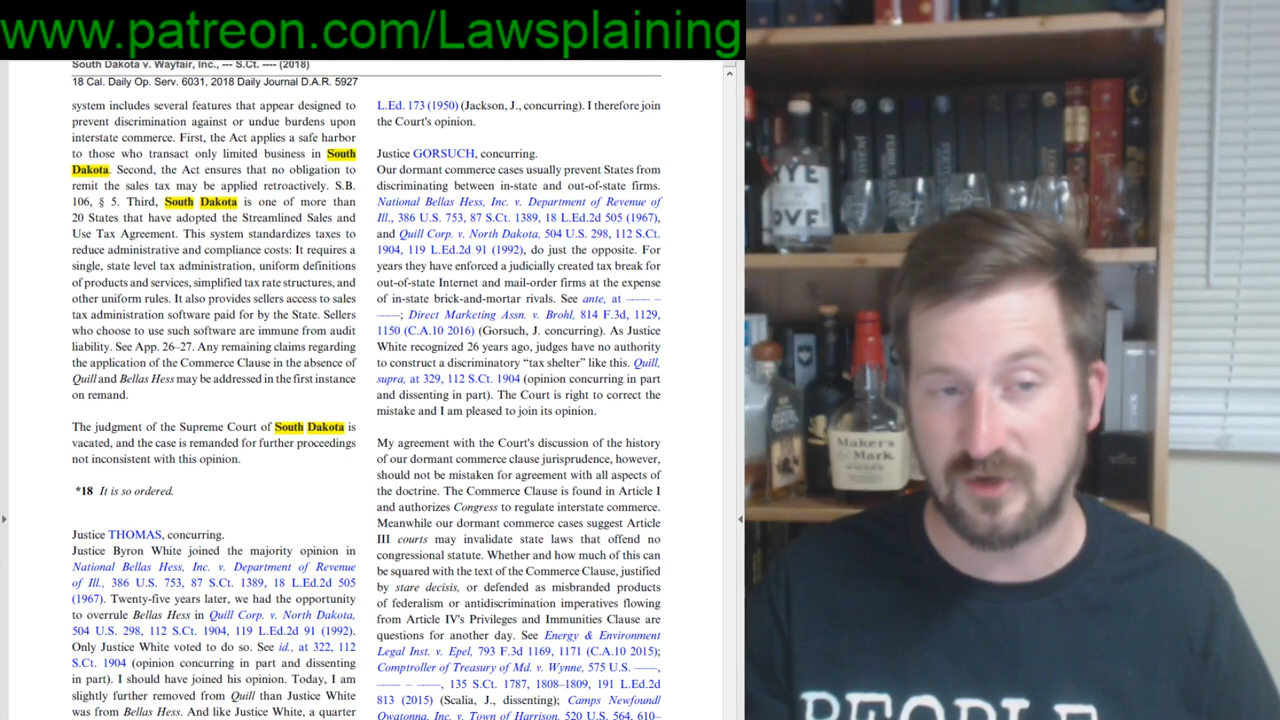 www.patreon.com/Lawsplaining
South Dakota v. Wayfair, Inc., --- S.Ct. ---- (2018)
18 Cal. Daily Op. Serv. 6031, 2018 Daily Journal D.A.R. 5927
system includes several features that appear designed to
prevent discrimination against or undue burdens upon
interstate commerce. First, the Act applies a safe harbor
to those who transact only limited business in South
Dakota. Second, the Act ensures that no obligation to
remit the sales tax may be applied retroactively. S.B.
106, § 5. Third, South Dakota is one of more than
20 States that have adopted the Streamlined Sales and
Use Tax Agreement. This system standardizes taxes to
reduce administrative and compliance costs: It requires a
single, state level tax administration, uniform definitions
of products and services, simplified tax rate structures, and
other uniform rules. It also provides sellers access to sales
tax administration software paid for by the State. Sellers
who choose to use such software are immune from audit
liability. See App. 26–27. Any remaining claims regarding
the application of the Commerce Clause in the absence of
Quill and Bellas Hess may be addressed in the first instance
on remand.
The judgment of the Supreme Court of South Dakota is
vacated, and the case is remanded for further proceedings
not inconsistent with this opinion.
*18 It is so ordered.
Justice THOMAS, concurring.
Justice Byron White joined the majority opinion in
National Bellas Hess, Inc. v. Department of Revenue
of Ill., 386 U.S. 753, 87 S.Ct. 1389, 18 L.Ed.2d 505
(1967). Twenty-five years later, we had the opportunity
to overrule Bellas Hess in Quill Corp. v. North Dakota,
504 U.S. 298, 112 S.Ct. 1904, 119 L.Ed.2d 91 (1992).
Only Justice White voted to do so. See id., at 322, 112
S.Ct. 1904 (opinion concurring in part and dissenting
in part). I should have joined his opinion. Today, I am
slightly further removed from Quill than Justice White
was from Bellas Hess. And like Justice White, a quarter
L.Ed. 173 (1950) (Jackson, J., concurring). I therefore join
the Court's opinion.
Justice GORSUCH, concurring.
Our dormant commerce cases usually prevent States from
discriminating between in-state and out-of-state firms.
National Bellas Hess, Inc. v. Department of Revenue of
Ill., 386 U.S. 753, 87 S.Ct. 1389, 18 L.Ed.2d 505 (1967),
and Quill Corp. v. North Dakota, 504 U.S. 298, 112 S.Ct.
1904, 119 L.Ed.2d 91 (1992), do just the opposite. For
years they have enforced a judicially created tax break for
out-of-state Internet and mail-order firms at the expense
of in-state brick-and-mortar rivals. See ante, at —— –
——; Direct Marketing Assn. v. Brohl, 814 F.3d, 1129,
1150 (C.A.10 2016) (Gorsuch, J. concurring). As Justice
White recognized 26 years ago, judges have no authority
to construct a discriminatory “tax shelter” like this. Quill,
supra, at 329, 112 S.Ct. 1904 (opinion concurring in part
and dissenting in part). The Court is right to correct the
mistake and I am pleased to join its opinion.
My agreement with the Court's discussion of the history
of our dormant commerce clause jurisprudence, however,
should not be mistaken for agreement with all aspects of
the doctrine. The Commerce Clause is found in Article I
and authorizes Congress to regulate interstate commerce.
Meanwhile our dormant commerce cases suggest Article
III courts may invalidate state laws that offend no
congressional statute. Whether and how much of this can
be squared with the text of the Commerce Clause, justified
by stare decisis, or defended as misbranded products
of federalism or antidiscrimination imperatives flowing
from Article IV's Privileges and Immunities Clause are
questions for another day. See Energy & Environment
Legal Inst. v. Epel, 793 F.3d 1169, 1171 (C.A.10 2015);
Comptroller of Treasury of Md. v. Wynne, 575 U.S. ——,
—— – ——, 135 S.Ct. 1787, 1808–1809, 191 L.Ed.2d
813 (2015) (Scalia, J., dissenting); Camps Newfoundl
Owatonna, Inc. v. Town of Harrison, 520 U.S. 564, 610–
RYE
Maker's
Mark
WHISKY
PEOPLE